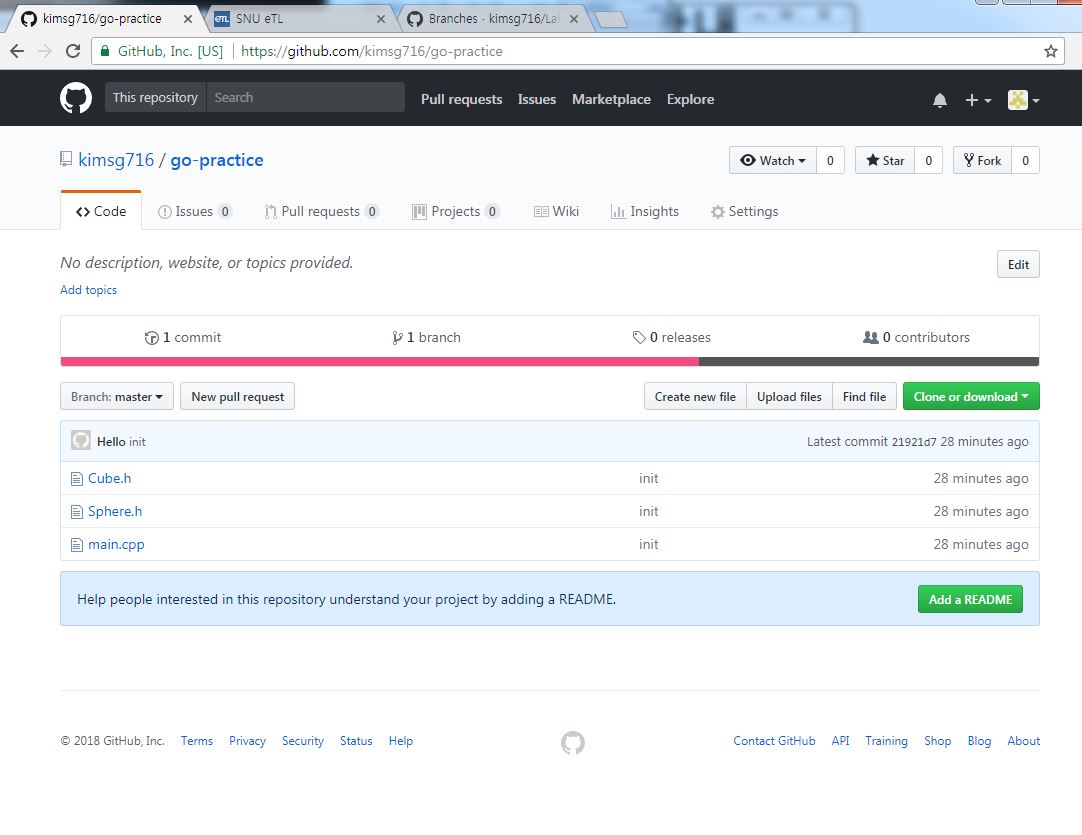 kimsg716/go-practice SNU eTL Branches · kimsg716/La
GitHub, Inc. [US] https://github.com/kimsg716/go-practice
This repository Search Pull requests Issues Marketplace Explore
kimsg716 / go-practice Watch 0 Star 0 Fork 0
Code Issues 0 Pull requests 0 Projects 0 Wiki Insights Settings
No description, website, or topics provided. Edit
Add topics
1 commit 1 branch 0 releases 0 contributors
Branch: master New pull request Create new file Upload files Find file Clone or download
Hello init Latest commit 21921d7 28 minutes ago
Cube.h init 28 minutes ago
Sphere.h init 28 minutes ago
main.cpp init 28 minutes ago
Help people interested in this repository understand your project by adding a README. Add a README
© 2018 GitHub, Inc. Terms Privacy Security Status Help Contact GitHub API Training Shop Blog About